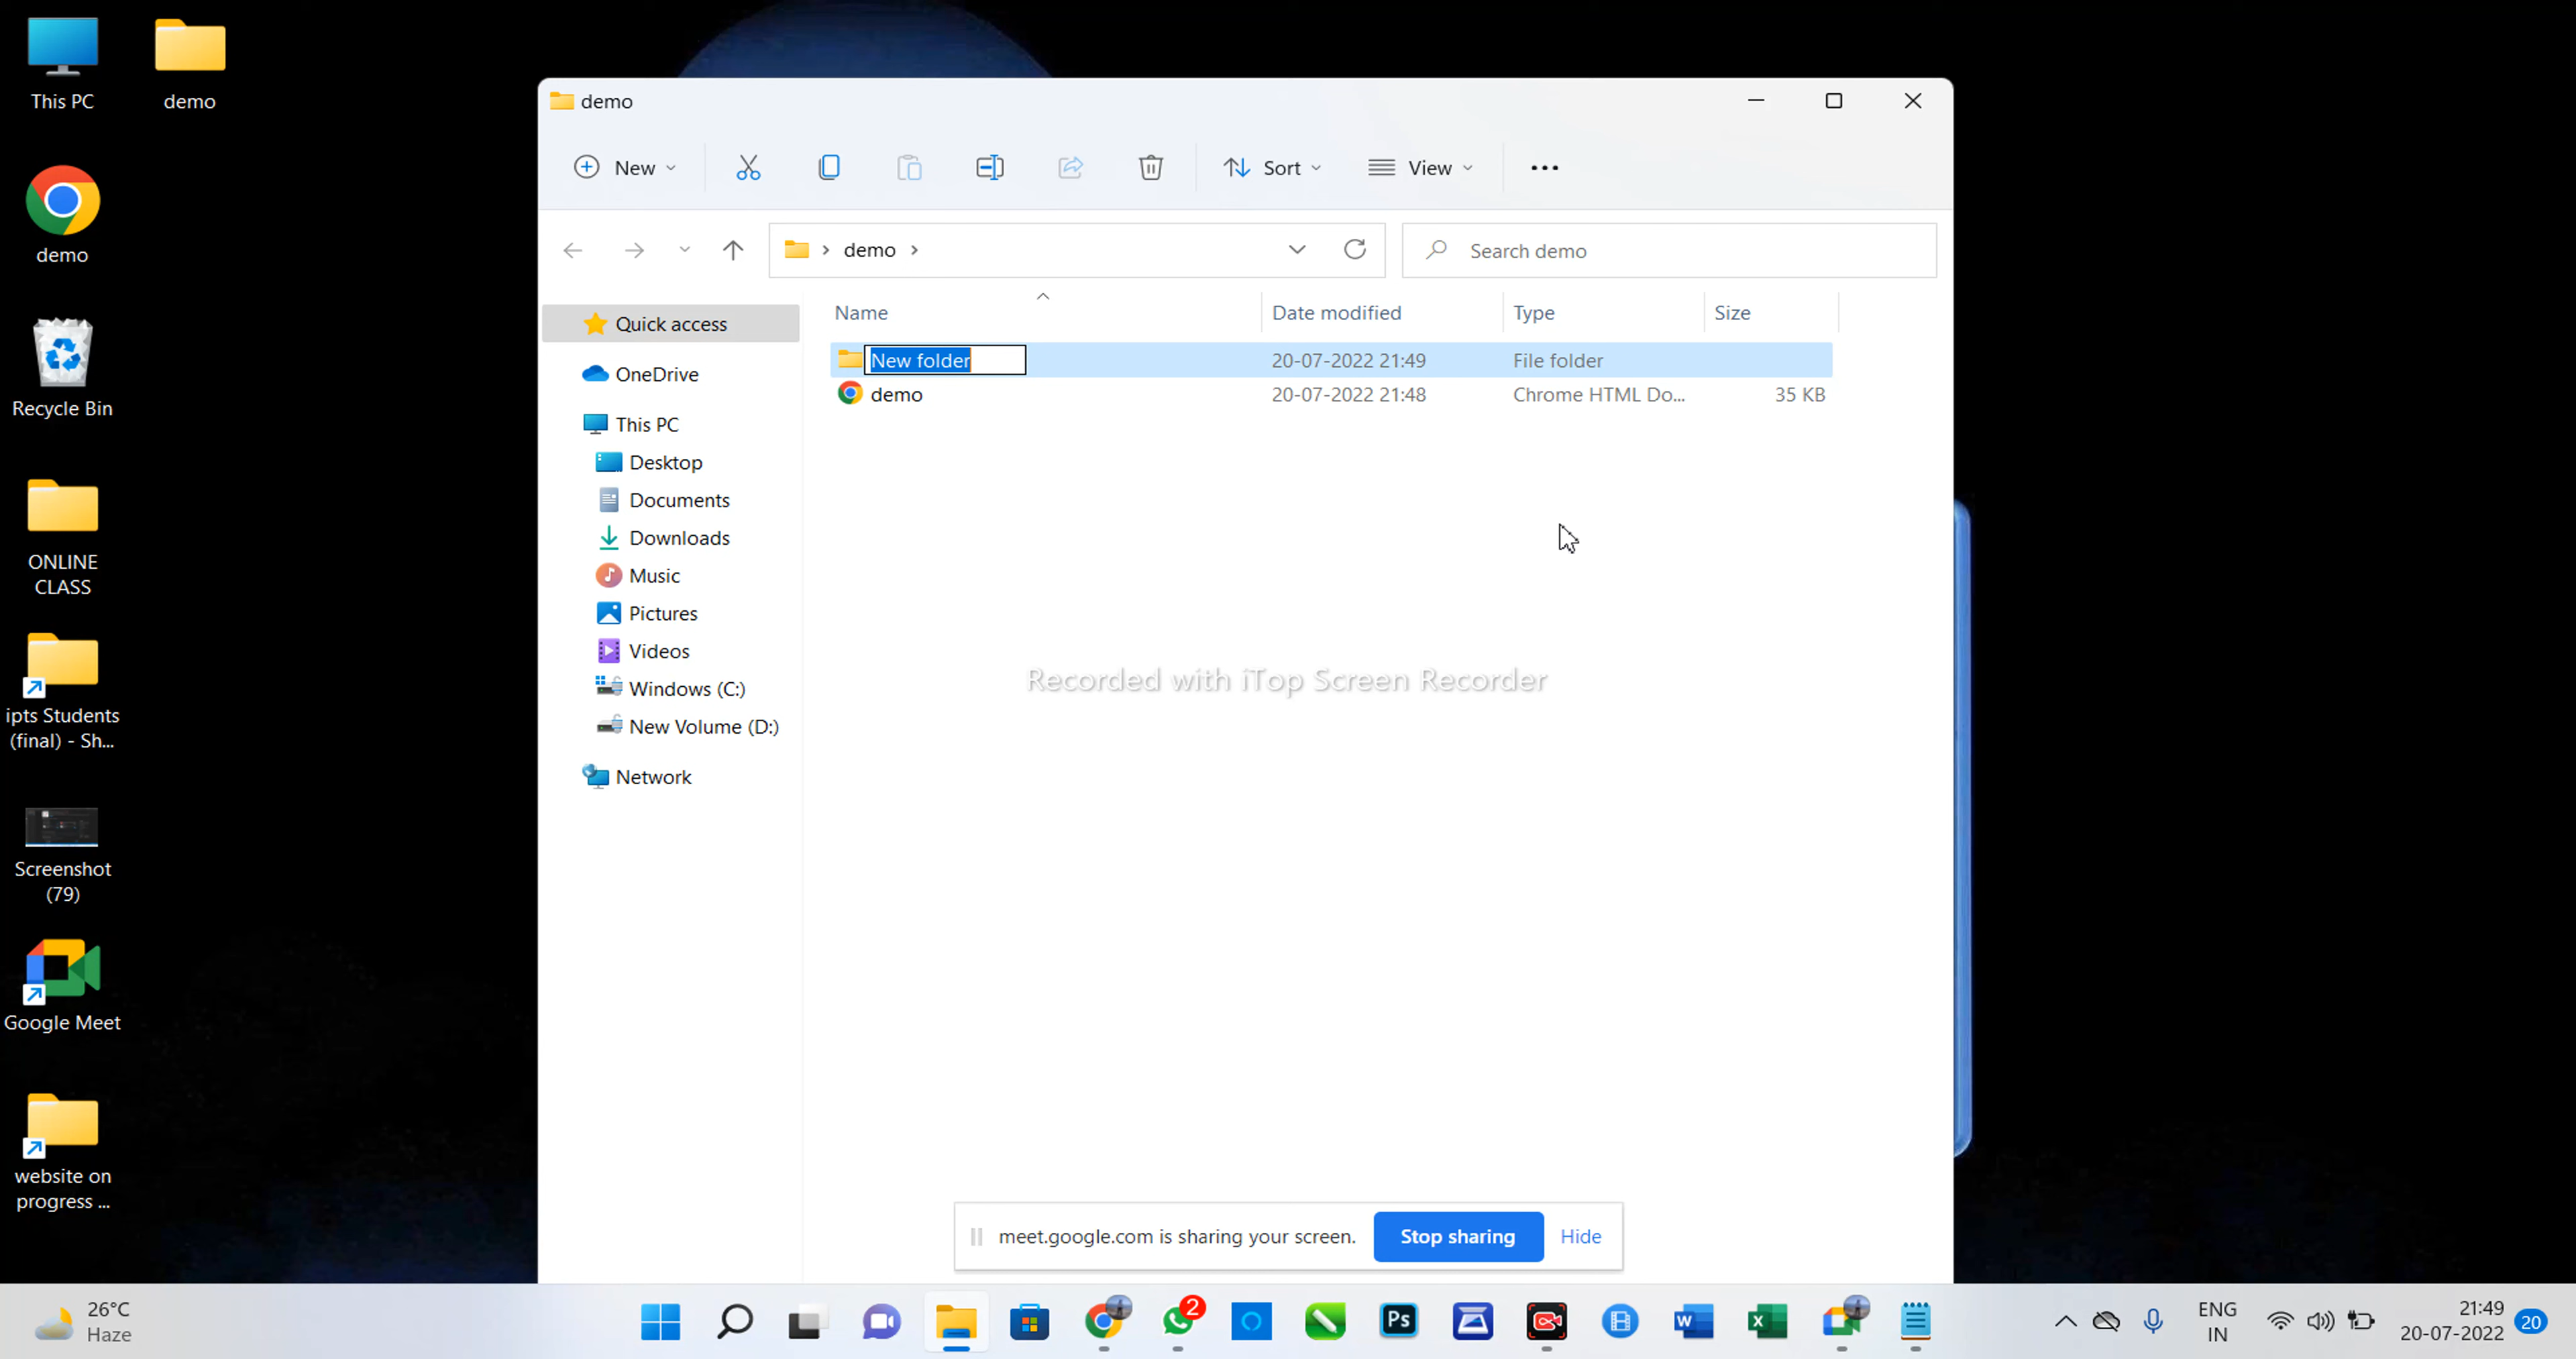 This PC
demo
demo
Recycle Bin
ONLINE
CLASS
ipts Students
(final) - Sh...
Screenshot
(79)
Google Meet
website on
progress ...
demo
New
Sort
View
demo
Search demo
Quick access
OneDrive
This PC
Desktop
Documents
Downloads
Music
Pictures
Videos
Windows (C:)
New Volume (D:)
Network
Name Date modified Type Size
New folder 20-07-2022 21:49 File folder
demo 20-07-2022 21:48 Chrome HTML Do... 35 KB
Recorded with iTop Screen Recorder
meet.google.com is sharing your screen. Stop sharing Hide
26°C
Haze
2
Ps
W
X
ENG
IN
21:49
20-07-2022
20